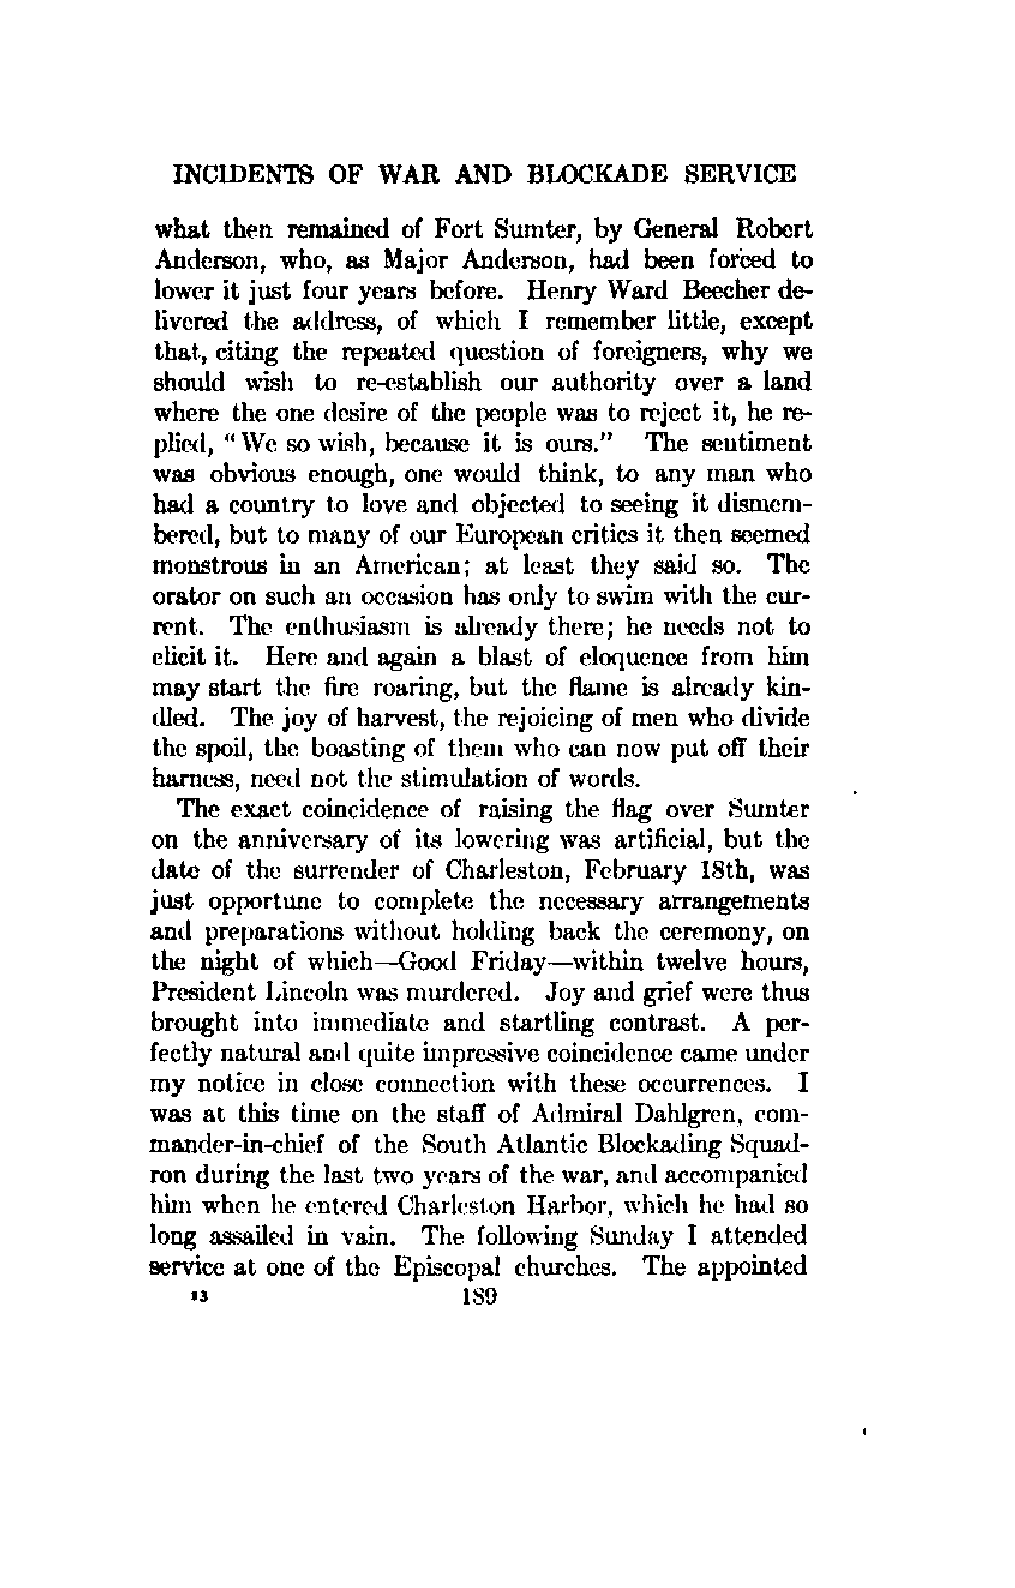 INCIDENTS OF WAR AND BLOCKADE SERVICE
what then remained of Fort Sumter, by General Robert
Anderson, who, as Major Anderson, had been forced to
lower it just four years before. Henry Ward Beecher de-
livered the address, of which I remember little, except
that, citing the repeated question of foreigners, why we
should wish to re-establish our authority over a land
where the one desire of the people was to reject it, he re-
plied, "We so wish, because it is ours." The sentiment
was obvious enough, one would think, to any man who
had a country to love and objected to seeing it dismem-
bered, but to many of our European critics it then seemed
monstrous in an American; at least they said so. The
orator on such an occasion has only to swim with the cur-
rent. The enthusiasm is already there; he needs not to
elicit it. Here and again a blast of eloquence from him
may start the fire roaring, but the flame is already kin-
dled. The joy of harvest, the rejoicing of men who divide
the spoil, the boasting of them who can now put off their
harness, need not the stimulation of words.
The exact coincidence of raising the flag over Sumter
on the anniversary of its lowering was artificial, but the
date of the surrender of Charleston, February 18th, was
just opportune to complete the necessary arrangements
and preparations without holding back the ceremony, on
the night of which—Good Friday—within twelve hours,
President Lincoln was murdered. Joy and grief were thus
brought into immediate and startling contrast. A per-
fectly natural and quite impressive coincidence came under
my notice in close connection with these occurrences. I
was at this time on the staff of Admiral Dahlgren, com-
mander-in-chief of the South Atlantic Blockading Squad-
ron during the last two years of the war, and accompanied
him when he entered Charleston Harbor, which he had so
long assailed in vain. The following Sunday I attended
service at one of the Episcopal churches. The appointed
13 189